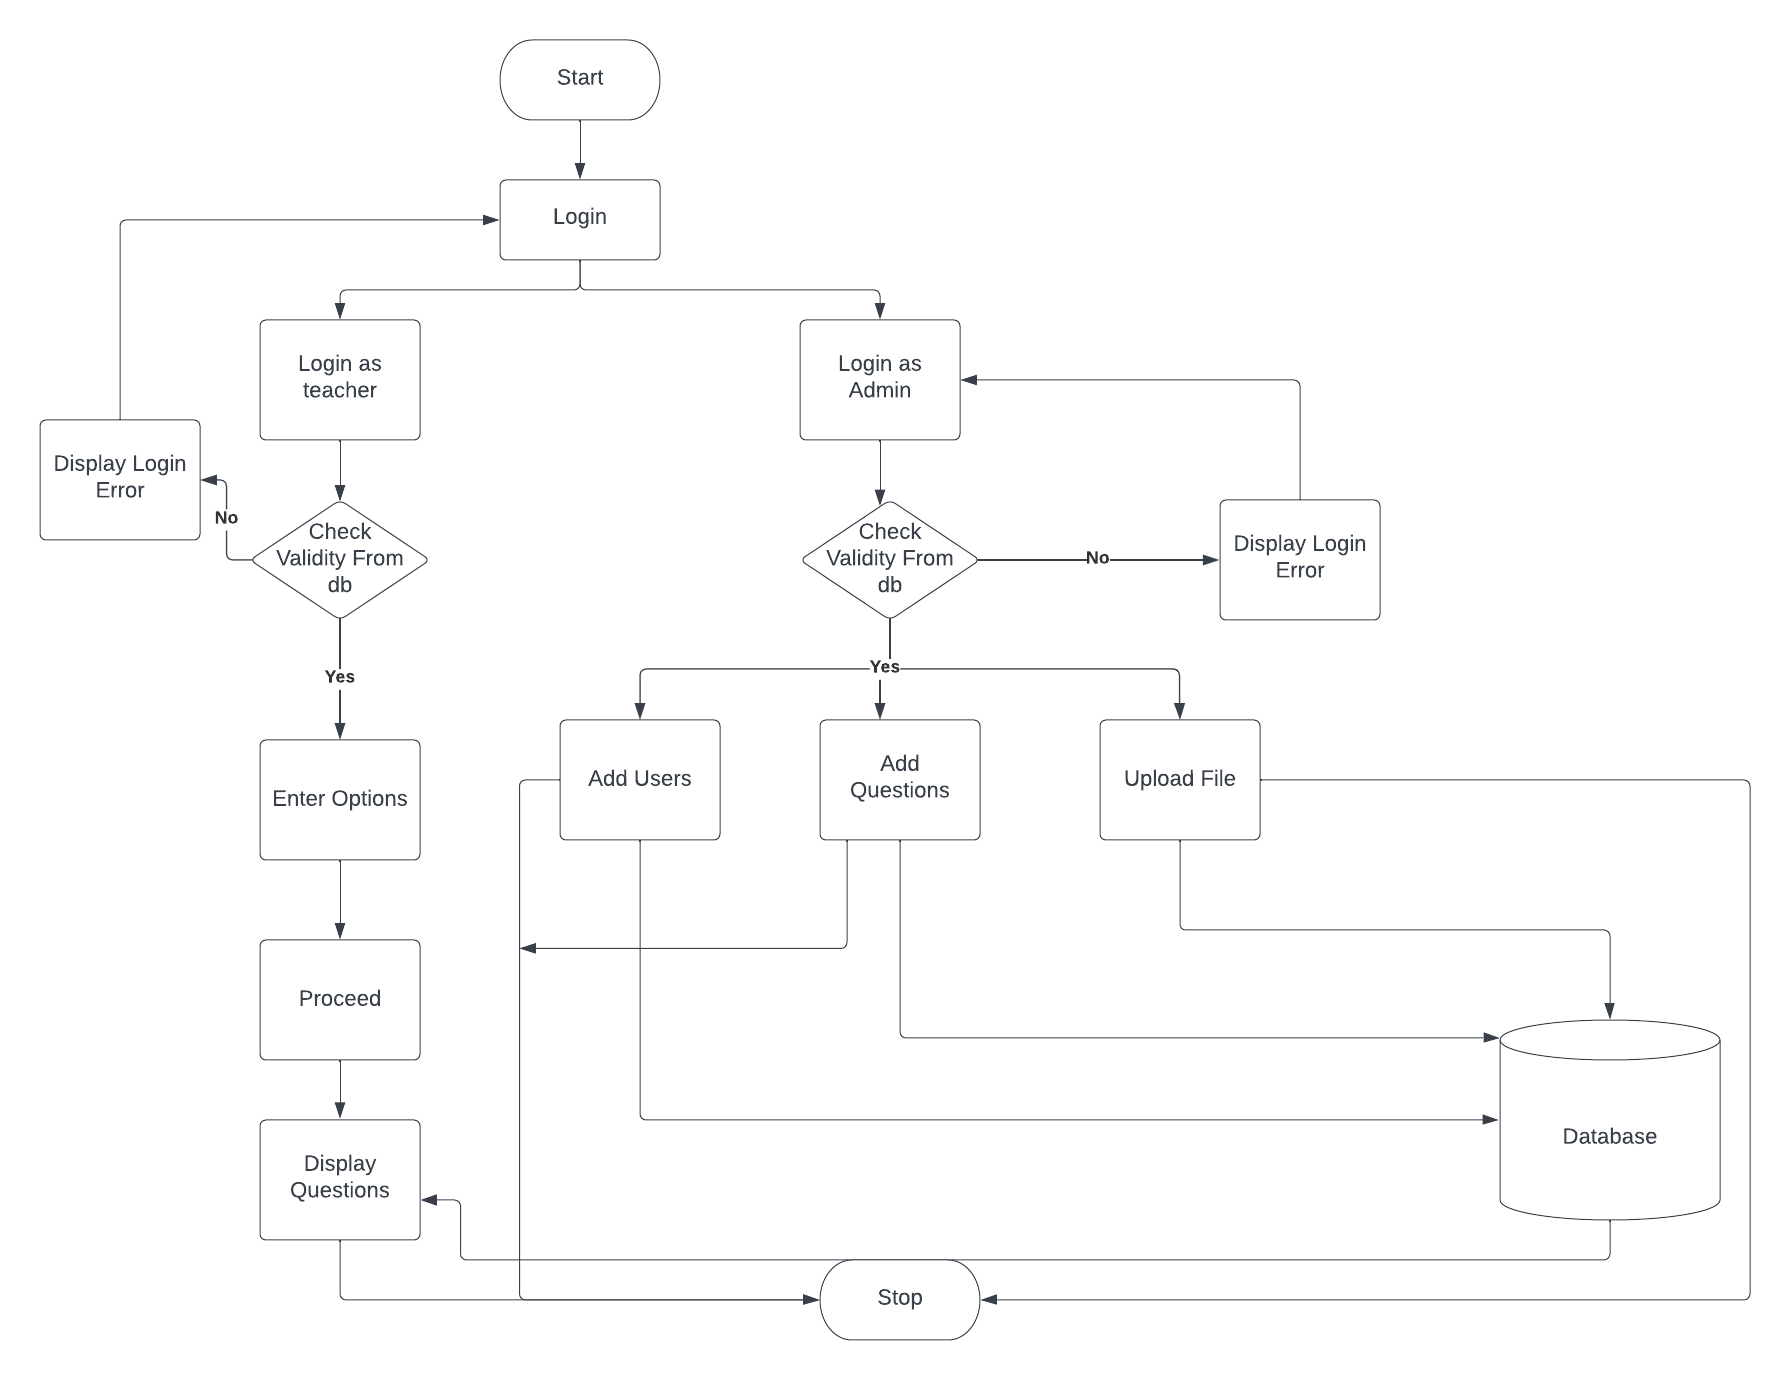 Start
Login
Login as
teacher
Login as
Admin
Display Login
Error
No
Check
Validity From
db
Check
Validity From
db
No
Display Login
Error
Yes
Yes
Enter Options
Add Users
Add
Questions
Upload File
Proceed
Display
Questions
Database
Stop